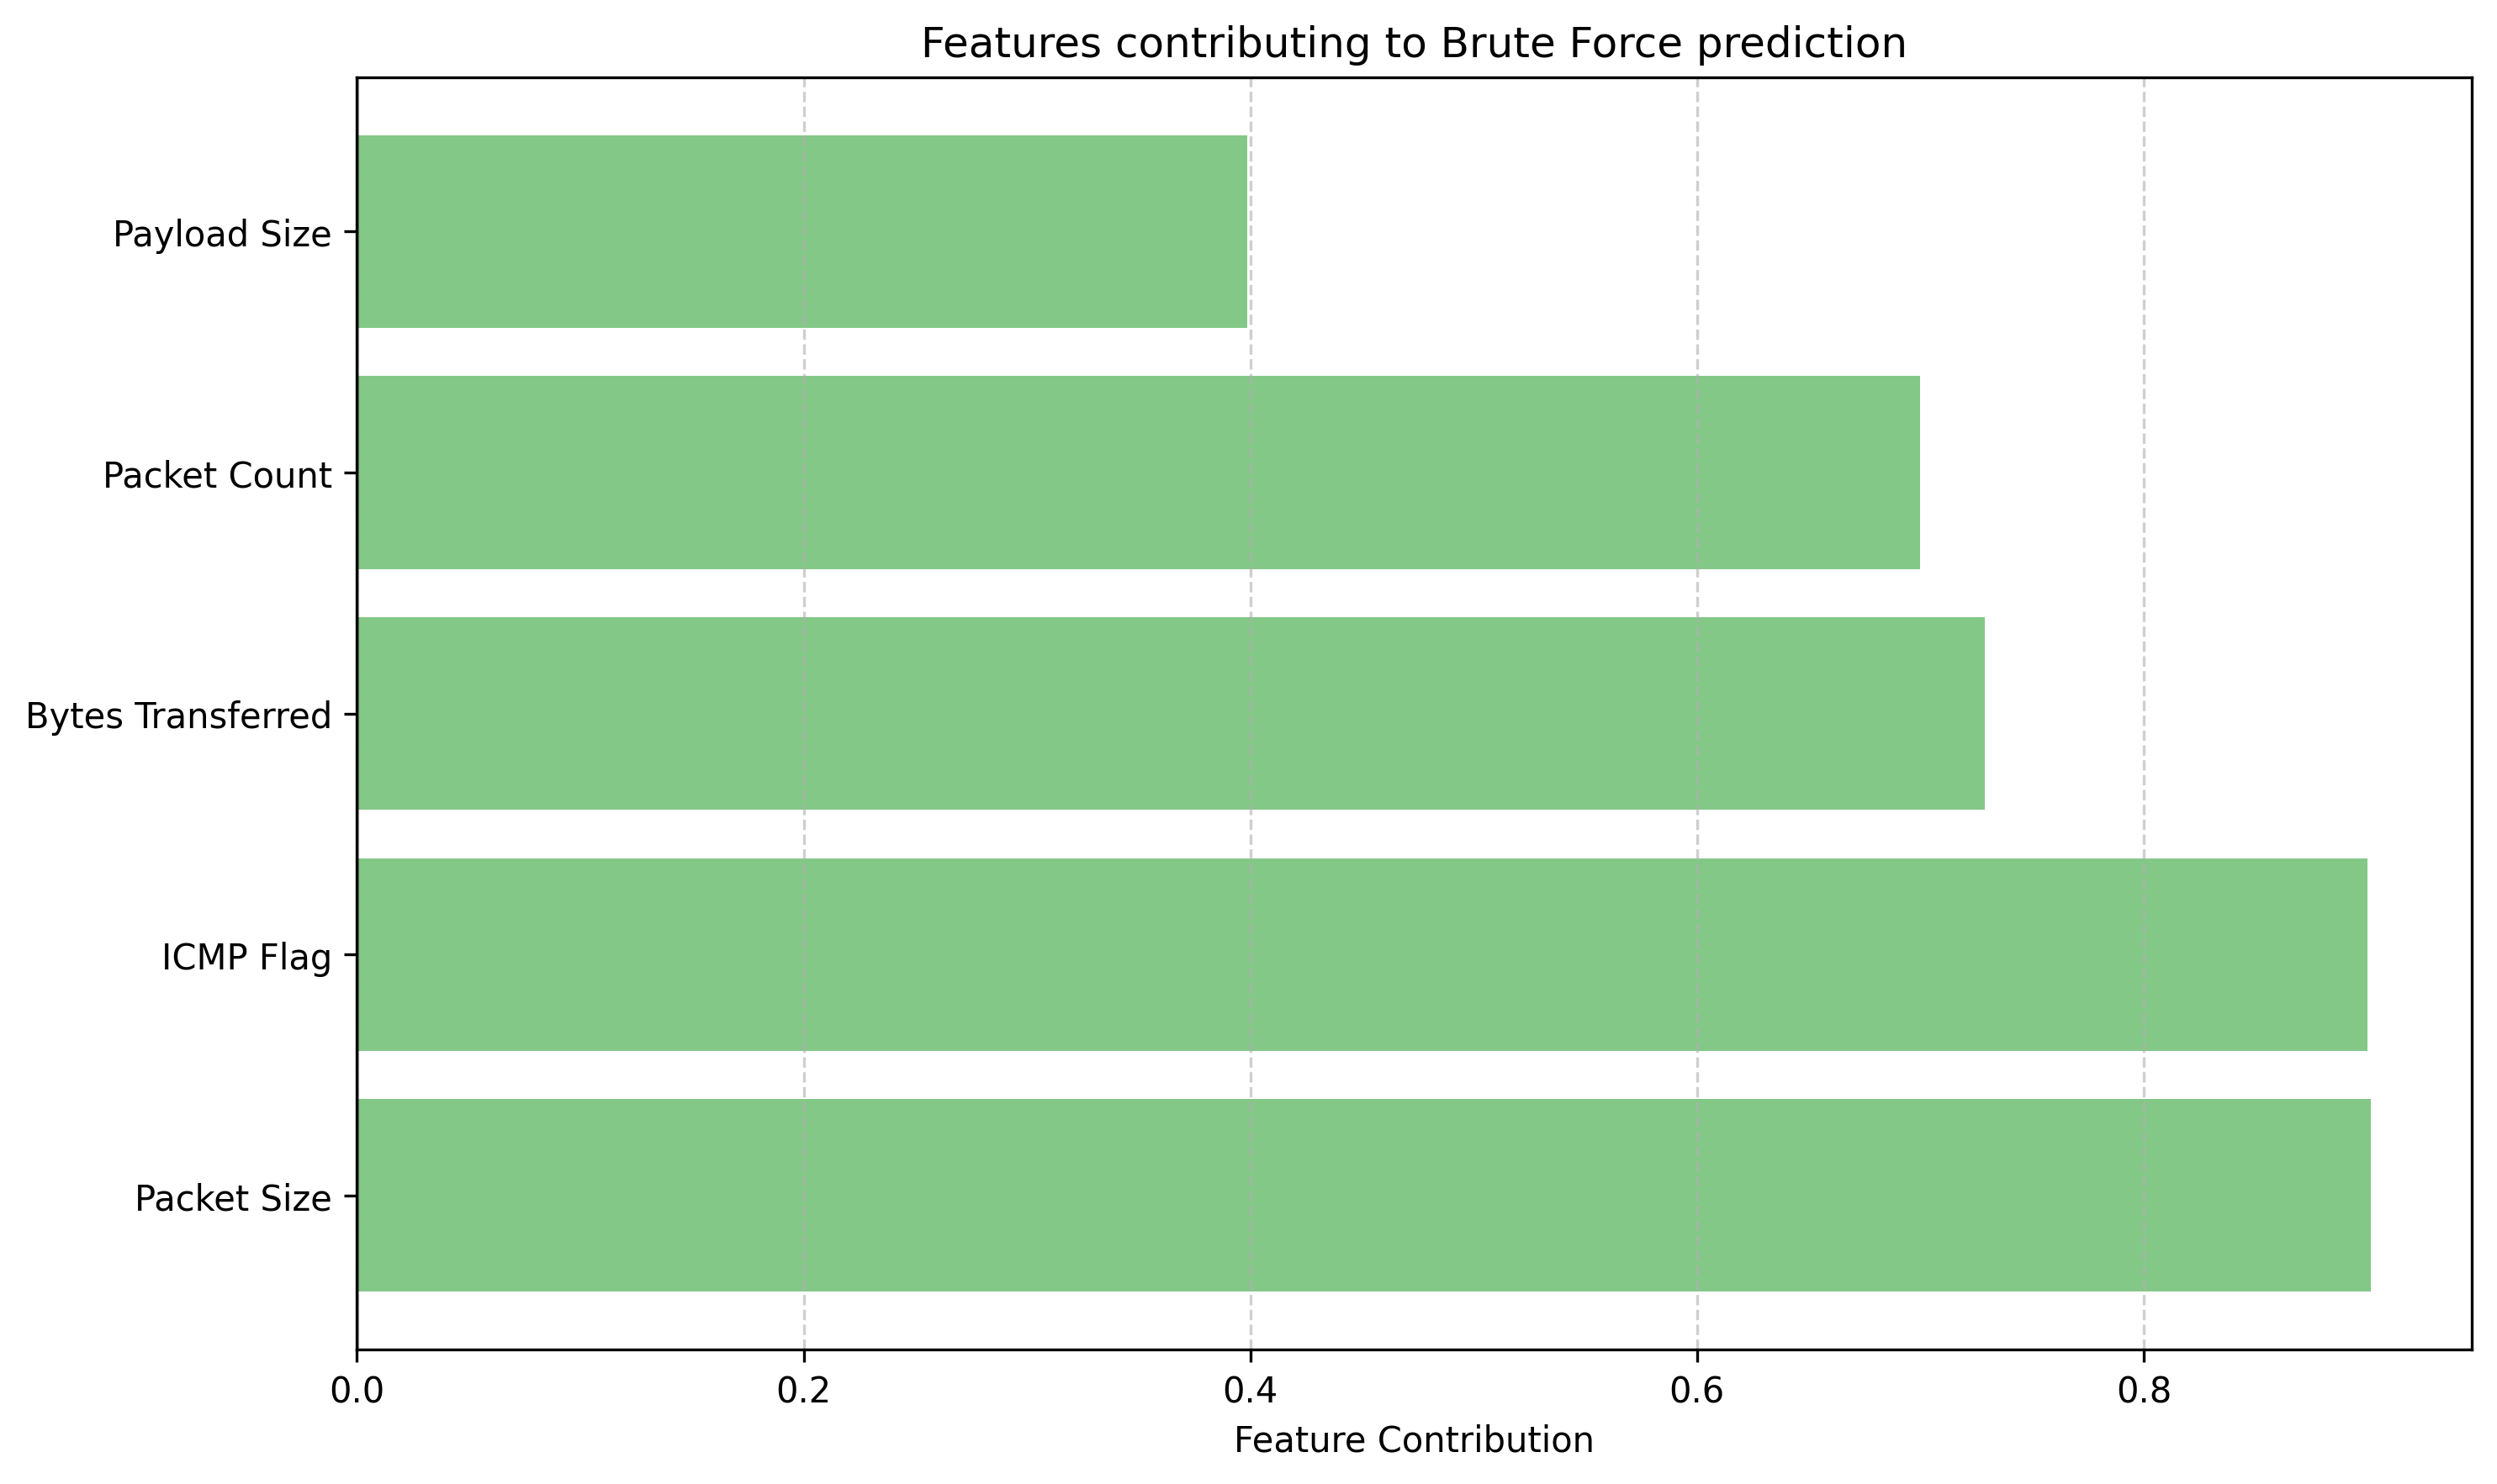 Features contributing to Brute Force prediction
Payload Size
Packet Count
Bytes Transferred
ICMP Flag
Packet Size
0.0 0.2 0.4 0.6 0.8
Feature Contribution